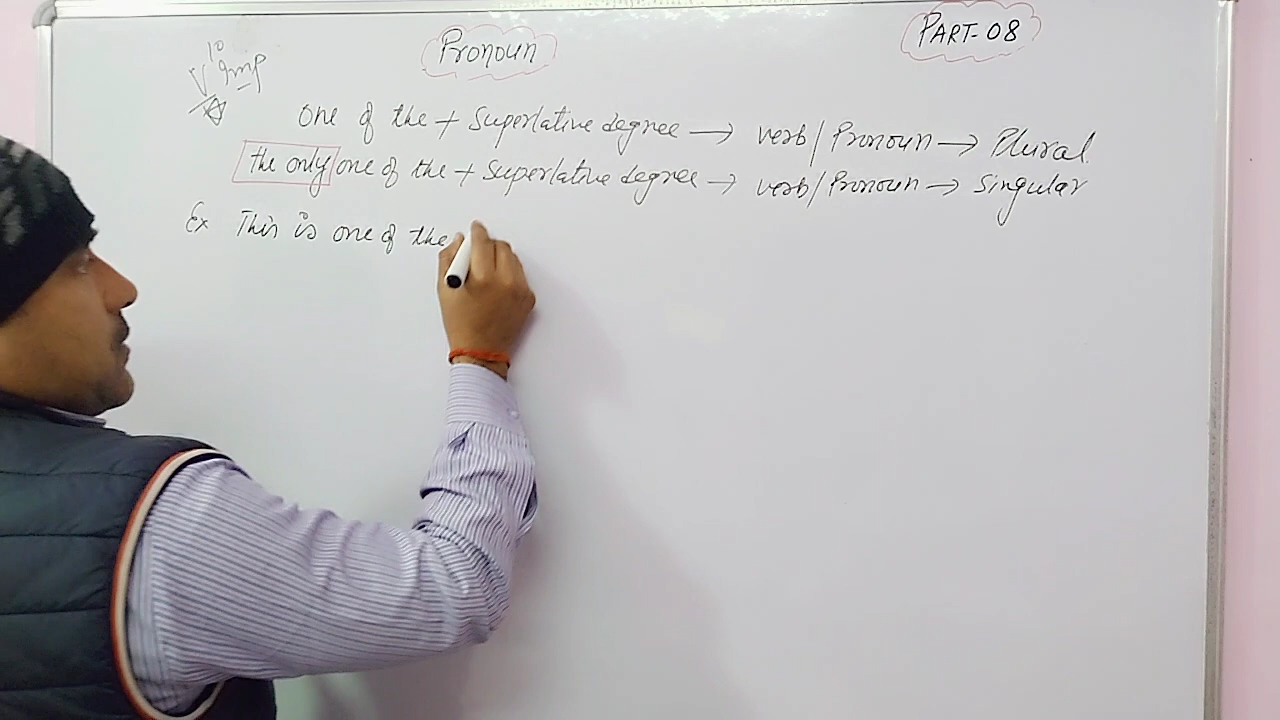 Pronoun
PART-08
V Imp
One of the + Superlative degree → verb/Pronoun → Plural.
the only one of the + Superlative degree → verb/Pronoun → Singular
Ex This is one of the